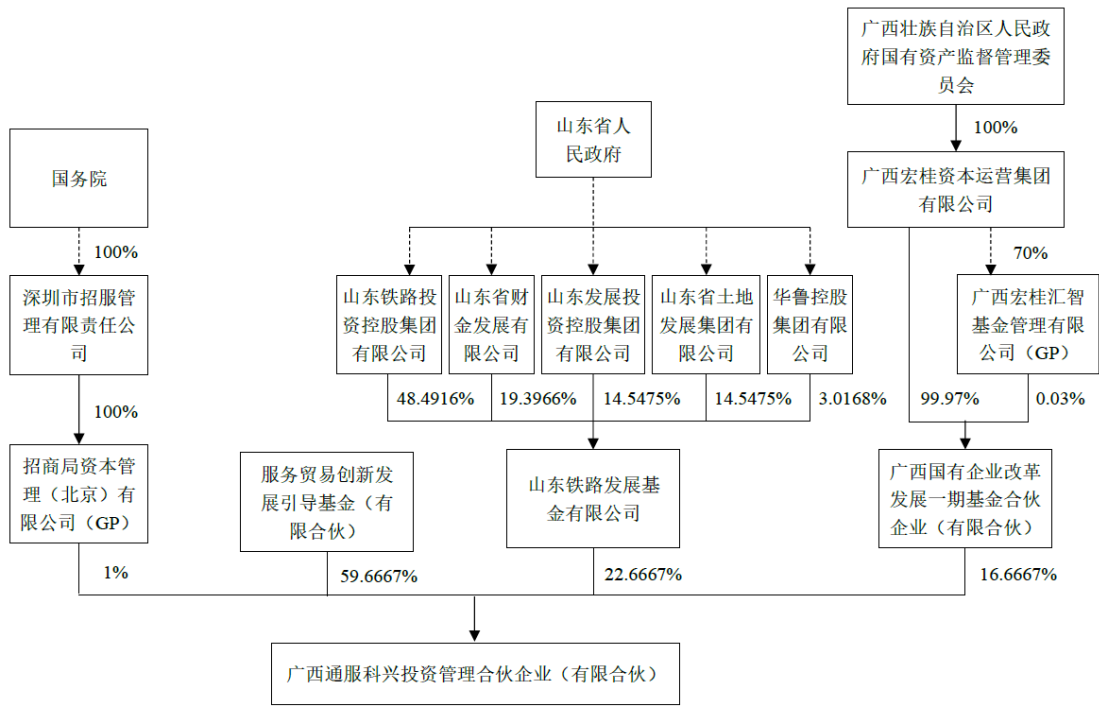 广西壮族自治区人民政
府国有资产监督管理委
员会
100%
山东省人
民政府
国务院
广西宏桂资本运营集团
有限公司
100%
70%
深圳市招服管
理有限责任公
司
山东铁路投
资控股集团
有限公司
山东省财
金发展有
限公司
山东发展投
资控股集团
有限公司
山东省土地
发展集团有
限公司
华鲁控股
集团有限
公司
广西宏桂汇智
基金管理有限
公司（GP）
100%
48.4916%
19.3966%
14.5475%
14.5475%
3.0168%
99.97%
0.03%
招商局资本管
理（北京）有
限公司（GP）
服务贸易创新发
展引导基金（有
限合伙）
山东铁路发展基
金有限公司
广西国有企业改革
发展一期基金合伙
企业（有限合伙）
1%
59.6667%
22.6667%
16.6667%
广西通服科兴投资管理合伙企业（有限合伙）